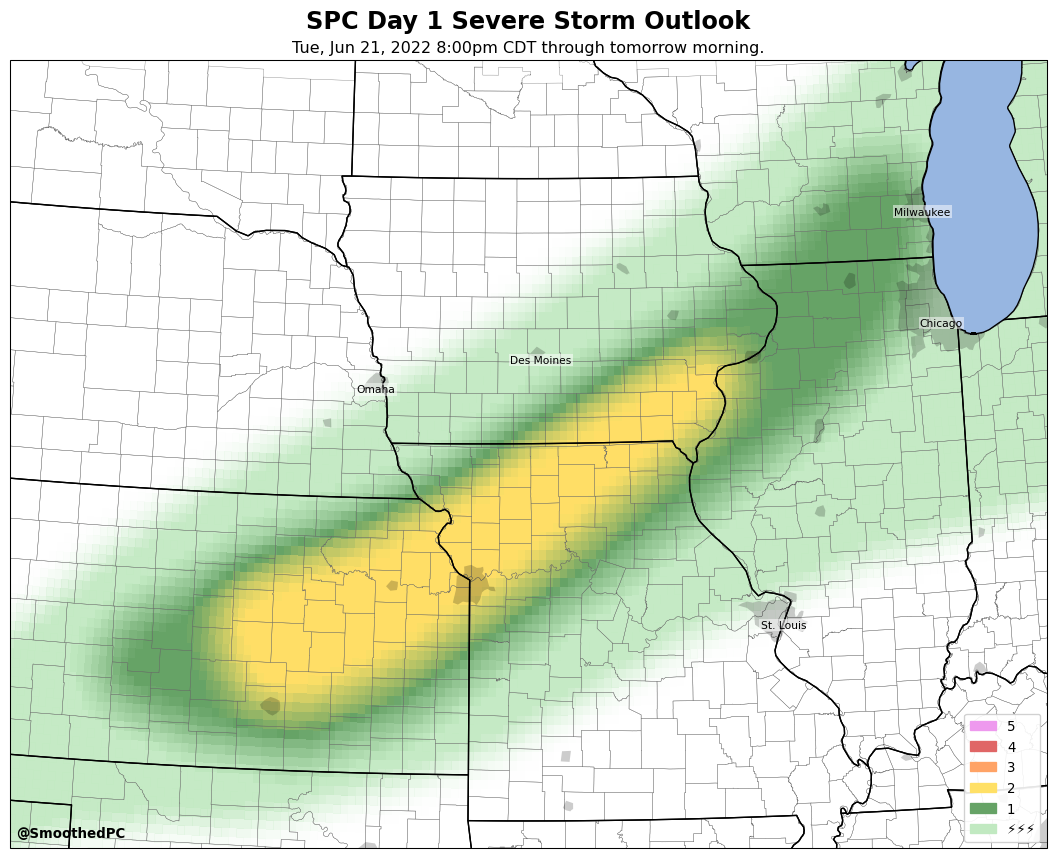 SPC Day 1 Severe Storm Outlook
Tue, Jun 21, 2022 8:00pm CDT through tomorrow morning.
Milwaukee
Chicago
Des Moines
Omaha
St. Louis
5
4
3
2
1
⚡⚡⚡
@SmoothedPC